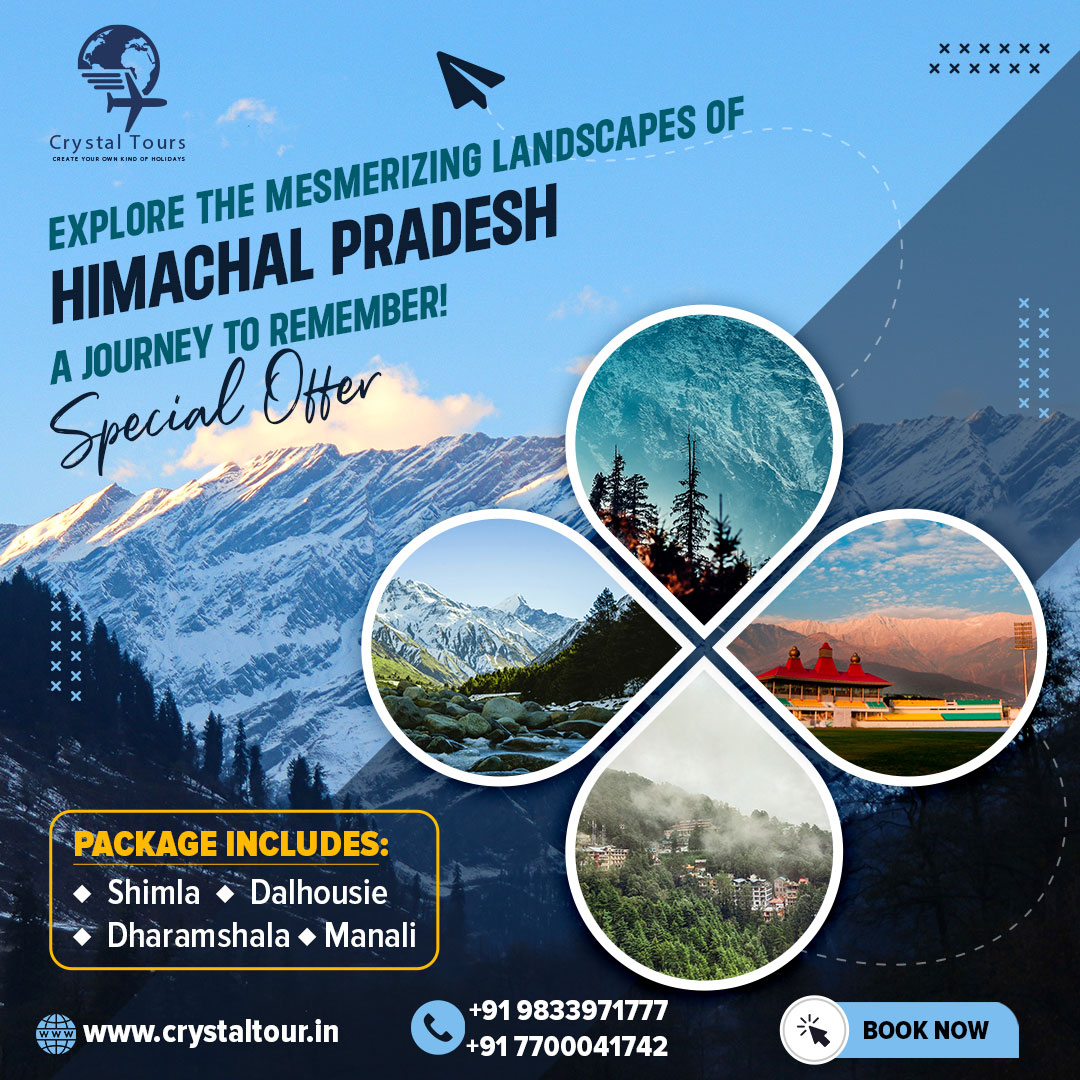 Crystal Tours
CREATE YOUR OWN KIND OF HOLIDAYS
EXPLORE THE MESMERIZING LANDSCAPES OF
HIMACHAL PRADESH
A JOURNEY TO REMEMBER!
Special Offer
PACKAGE INCLUDES:
◆ Shimla ◆ Dalhousie
◆ Dharamshala ◆ Manali
WWW www.crystaltour.in
+91 9833971777
+91 7700041742
BOOK NOW